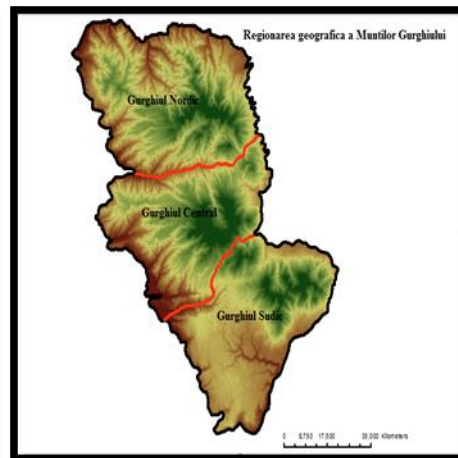 Regionarea geografica a Muntilor Gurghiului
Gurghiul Nordic
Gurghiul Central
Gurghiul Sudic
0 8,750 17,500 35,000 Kilometers